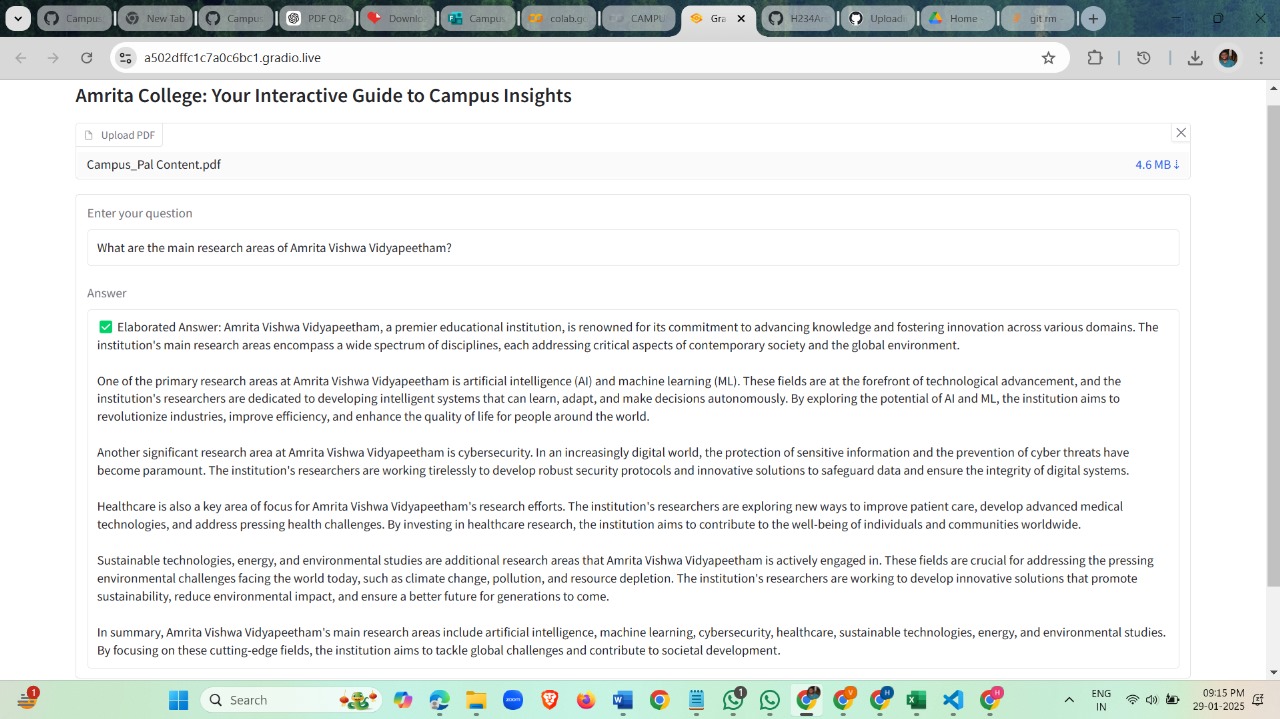 Campus_
New Tab
Campus
PDF Q&
Downlo
Campus
colab.go
CAMPU
Gra
H234Am
Uploadi
Home -
git.rm -
a502dffc1c7a0c6bc1.gradio.live
Amrita College: Your Interactive Guide to Campus Insights
Upload PDF
Campus_Pal Content.pdf
4.6 MB↓
Enter your question
What are the main research areas of Amrita Vishwa Vidyapeetham?
Answer
✅ Elaborated Answer: Amrita Vishwa Vidyapeetham, a premier educational institution, is renowned for its commitment to advancing knowledge and fostering innovation across various domains. The
institution's main research areas encompass a wide spectrum of disciplines, each addressing critical aspects of contemporary society and the global environment.
One of the primary research areas at Amrita Vishwa Vidyapeetham is artificial intelligence (AI) and machine learning (ML). These fields are at the forefront of technological advancement, and the
institution's researchers are dedicated to developing intelligent systems that can learn, adapt, and make decisions autonomously. By exploring the potential of AI and ML, the institution aims to
revolutionize industries, improve efficiency, and enhance the quality of life for people around the world.
Another significant research area at Amrita Vishwa Vidyapeetham is cybersecurity. In an increasingly digital world, the protection of sensitive information and the prevention of cyber threats have
become paramount. The institution's researchers are working tirelessly to develop robust security protocols and innovative solutions to safeguard data and ensure the integrity of digital systems.
Healthcare is also a key area of focus for Amrita Vishwa Vidyapeetham's research efforts. The institution's researchers are exploring new ways to improve patient care, develop advanced medical
technologies, and address pressing health challenges. By investing in healthcare research, the institution aims to contribute to the well-being of individuals and communities worldwide.
Sustainable technologies, energy, and environmental studies are additional research areas that Amrita Vishwa Vidyapeetham is actively engaged in. These fields are crucial for addressing the pressing
environmental challenges facing the world today, such as climate change, pollution, and resource depletion. The institution's researchers are working to develop innovative solutions that promote
sustainability, reduce environmental impact, and ensure a better future for generations to come.
In summary, Amrita Vishwa Vidyapeetham's main research areas include artificial intelligence, machine learning, cybersecurity, healthcare, sustainable technologies, energy, and environmental studies.
By focusing on these cutting-edge fields, the institution aims to tackle global challenges and contribute to societal development.
1
Search
zoom
1
V
H
H
ENG
IN
09:15 PM
29-01-2025